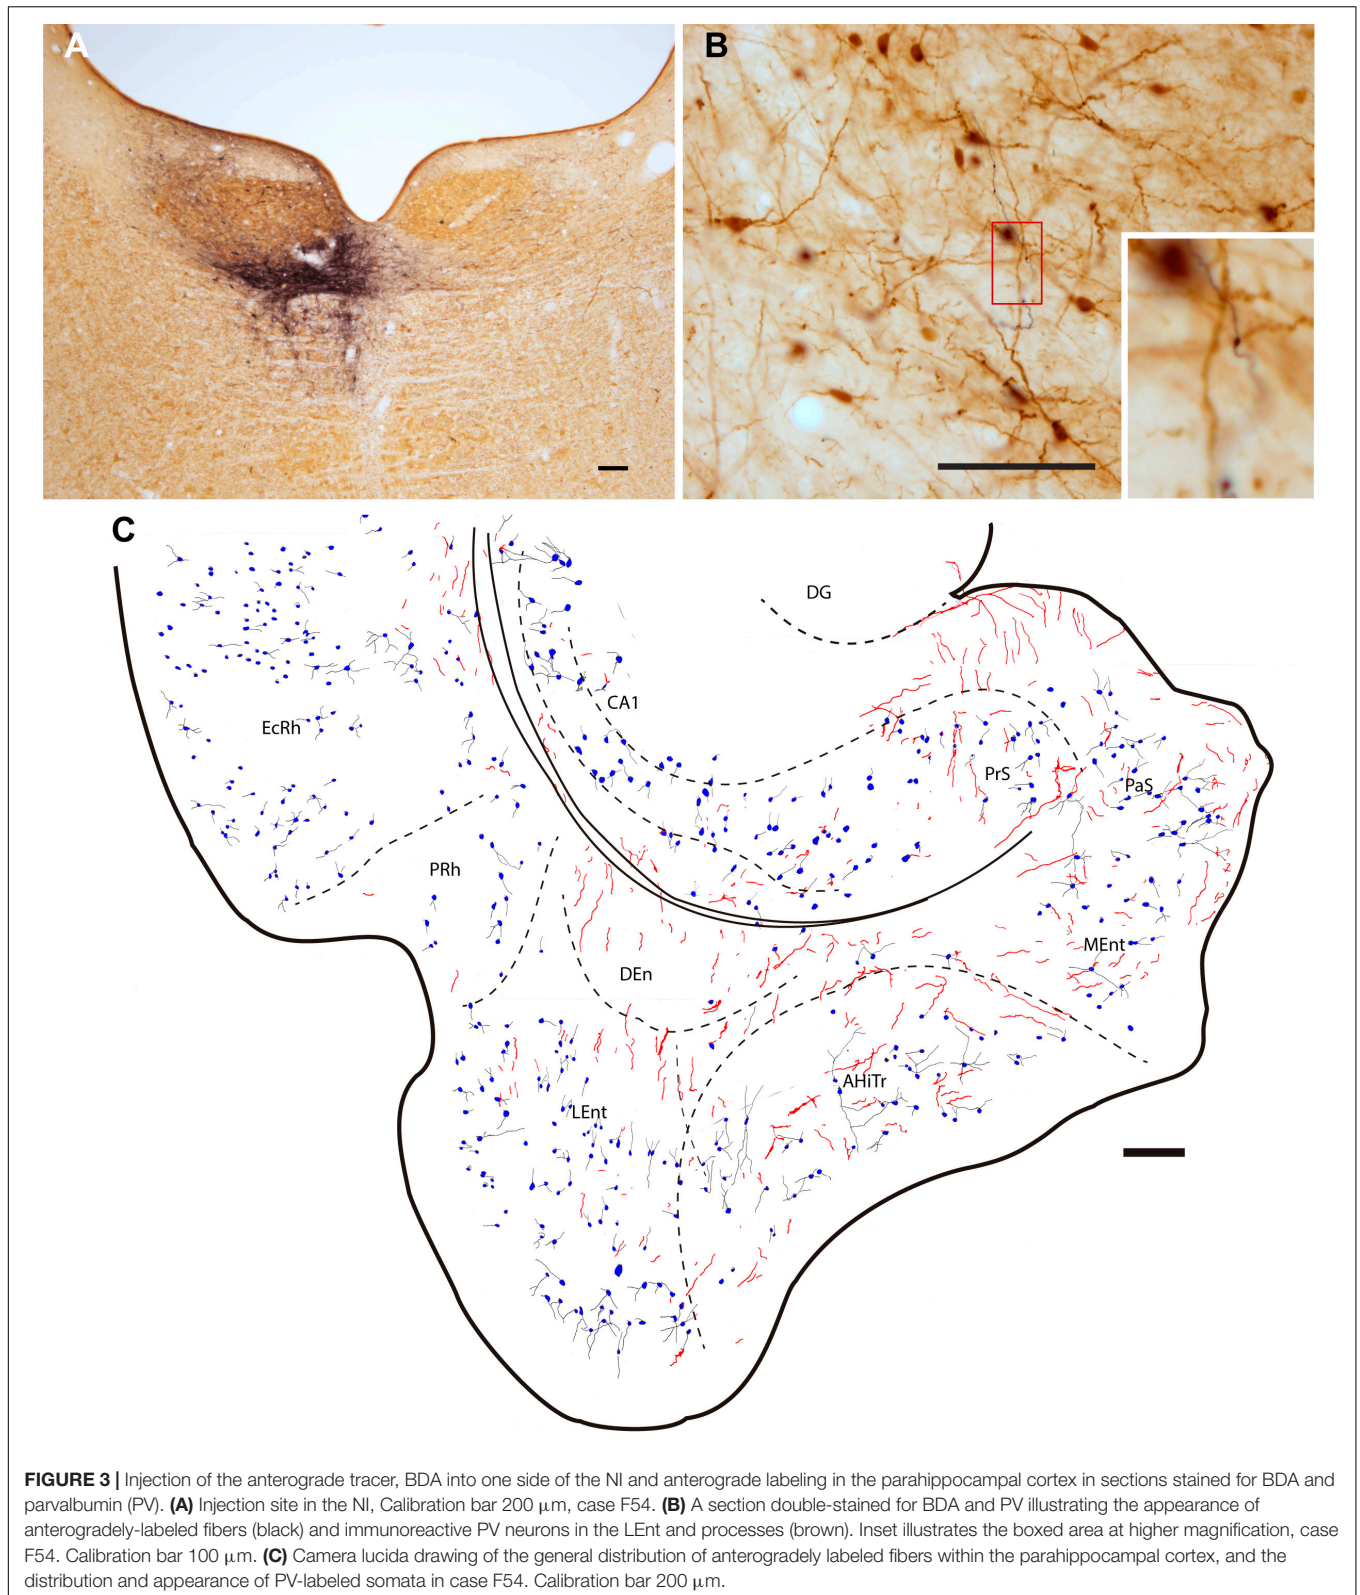 A
B
C
DG
CA1
EcRh
PrS
PaS
PRh
MEnt
DEn
AHiTr
LEnt
FIGURE 3 | Injection of the anterograde tracer, BDA into one side of the NI and anterograde labeling in the parahippocampal cortex in sections stained for BDA and
parvalbumin (PV). (A) Injection site in the NI, Calibration bar 200 μm, case F54. (B) A section double-stained for BDA and PV illustrating the appearance of
anterogradely-labeled fibers (black) and immunoreactive PV neurons in the LEnt and processes (brown). Inset illustrates the boxed area at higher magnification, case
F54. Calibration bar 100 μm. (C) Camera lucida drawing of the general distribution of anterogradely labeled fibers within the parahippocampal cortex, and the
distribution and appearance of PV-labeled somata in case F54. Calibration bar 200 μm.